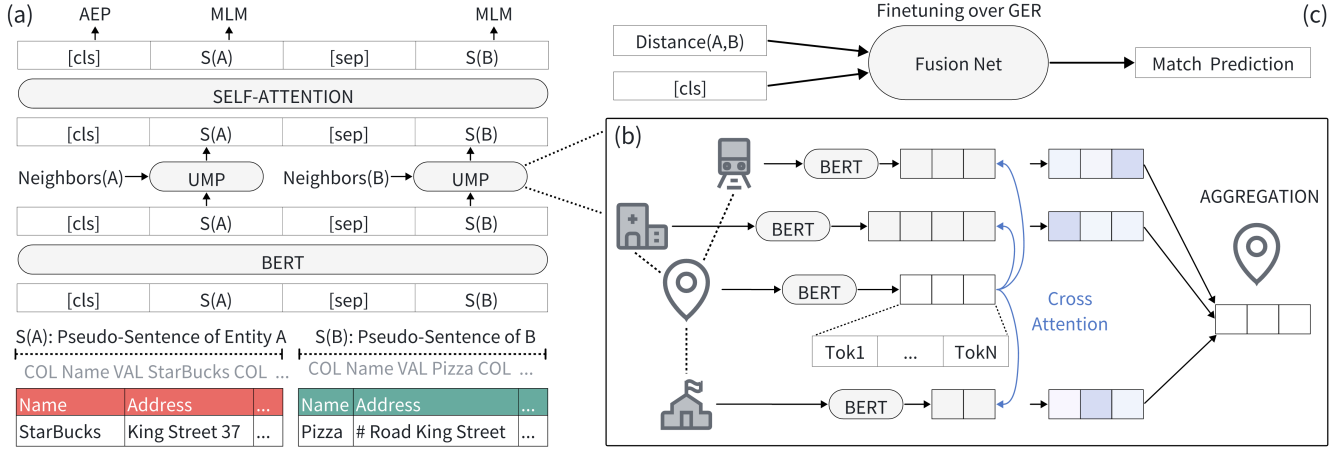 (a)
AEP MLM MLM
[cls] S(A) [sep] S(B)
SELF-ATTENTION
[cls] S(A) [sep] S(B)
Neighbors(A) UMP Neighbors(B) UMP
[cls] S(A) [sep] S(B)
BERT
[cls] S(A) [sep] S(B)
S(A): Pseudo-Sentence of Entity A
COL Name VAL StarBucks COL ...
Name Address ...
StarBucks King Street 37 ...
S(B): Pseudo-Sentence of B
COL Name VAL Pizza COL ...
Name Address ...
Pizza # Road King Street ...
(c)
Finetuning over GER
Distance(A,B)
[cls]
Fusion Net
Match Prediction
(b)
BERT
BERT
BERT
Tok1 ... TokN
BERT
Cross
Attention
AGGREGATION